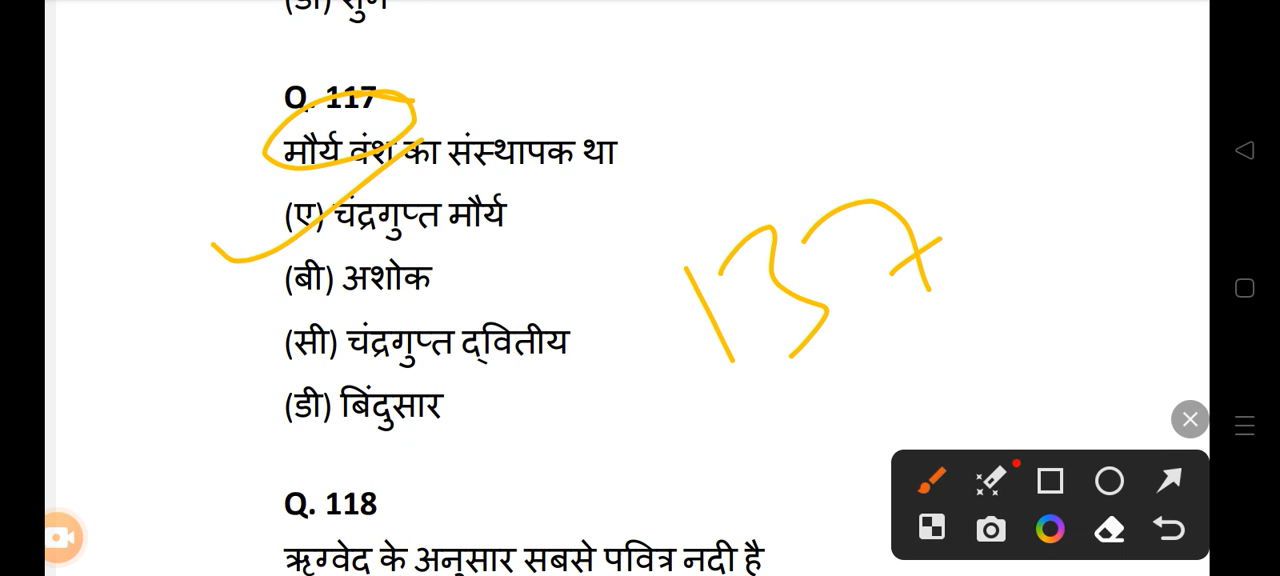 (डी) शुंग
Q. 117
मौर्य वंश का संस्थापक था
(ए) चंद्रगुप्त मौर्य
(बी) अशोक
(सी) चंद्रगुप्त द्वितीय
(डी) बिंदुसार
137
Q. 118
ऋग्वेद के अनुसार सबसे पवित्र नदी है